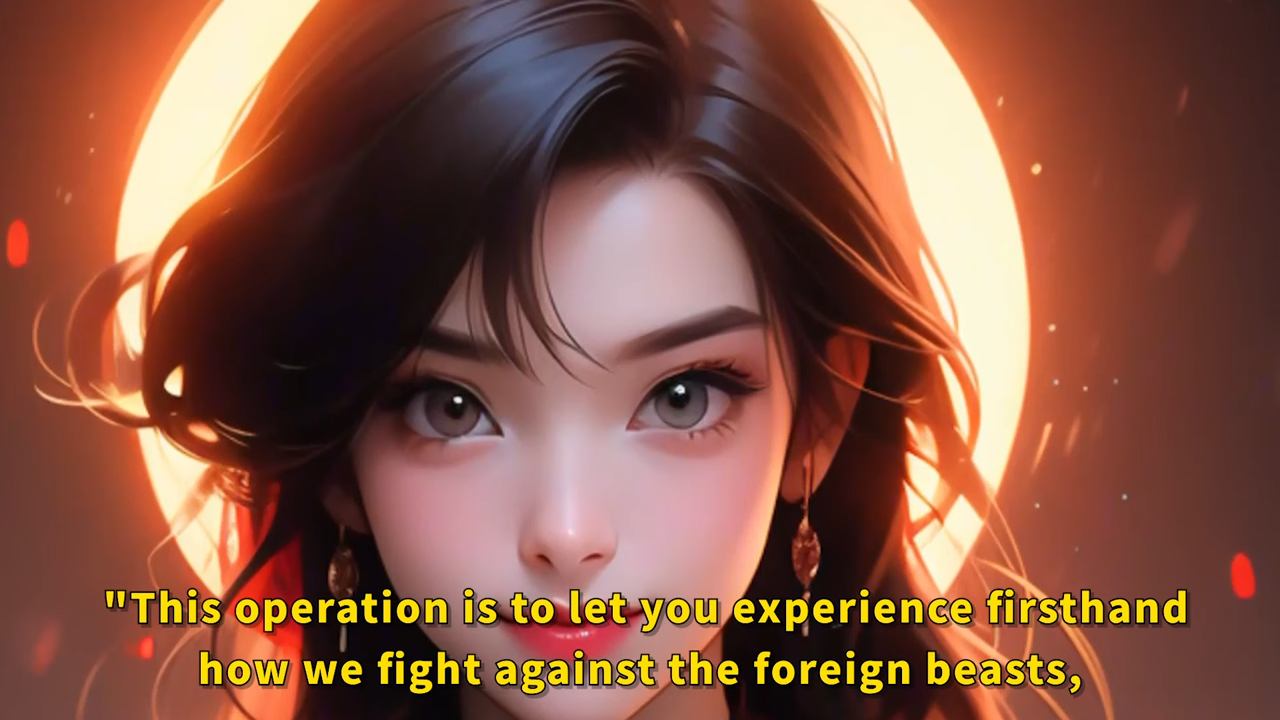 "This operation is to let you experience firsthand
how we fight against the foreign beasts,